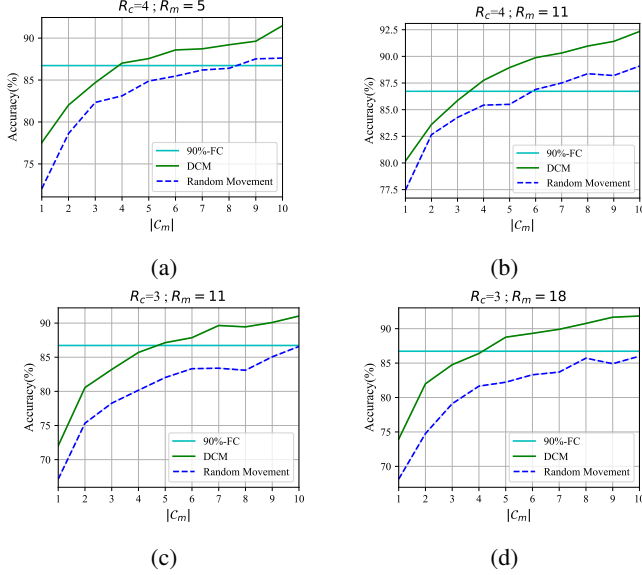 R_c=4 ; R_m = 5
90
85
80
75
Accuracy(%)
90%-FC
DCM
Random Movement
1 2 3 4 5 6 7 8 9 10
|C_m|
(a)
R_c=4 ; R_m = 11
92.5
90.0
87.5
85.0
82.5
80.0
77.5
Accuracy(%)
90%-FC
DCM
Random Movement
1 2 3 4 5 6 7 8 9 10
|C_m|
(b)
R_c=3 ; R_m = 11
90
85
80
75
70
Accuracy(%)
90%-FC
DCM
Random Movement
1 2 3 4 5 6 7 8 9 10
|C_m|
(c)
R_c=3 ; R_m = 18
90
85
80
75
70
Accuracy(%)
90%-FC
DCM
Random Movement
1 2 3 4 5 6 7 8 9 10
|C_m|
(d)